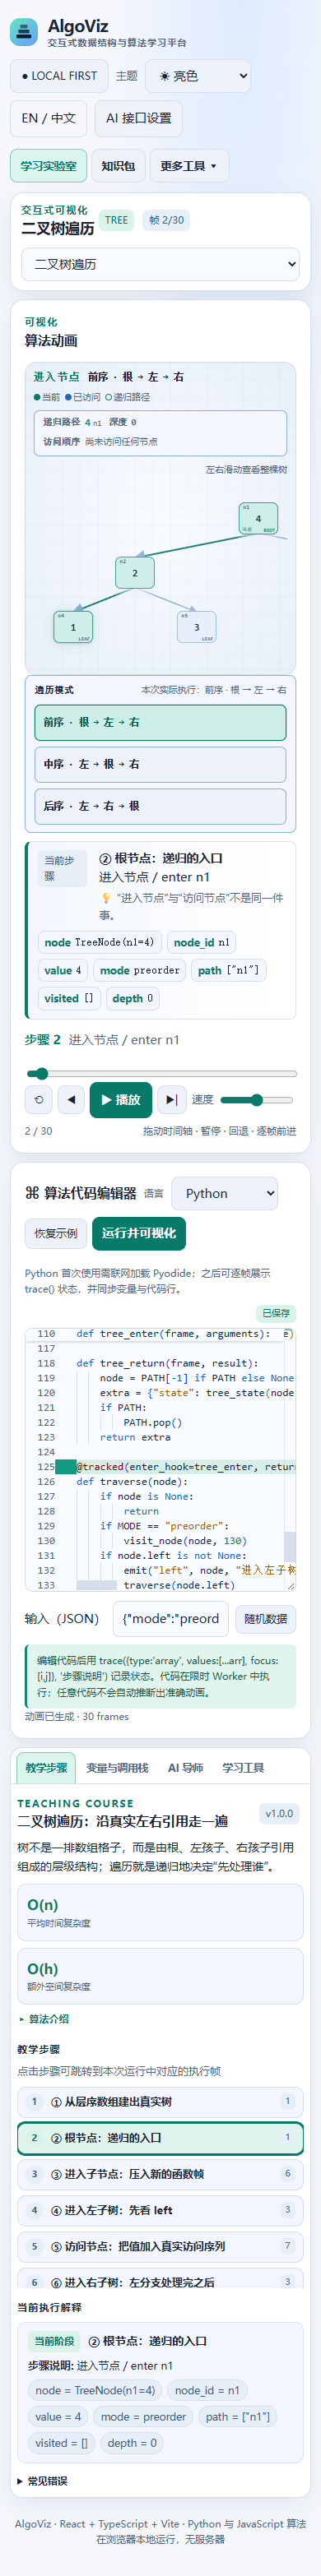 AlgoViz
交互式数据结构与算法学习平台
● LOCAL FIRST 主题 ☀ 亮色
EN / 中文 AI 接口设置
学习实验室 知识包 更多工具 ▼
交互式可视化
二叉树遍历 TREE 帧 2/30
二叉树遍历
可视化
算法动画
进入节点 前序 · 根 → 左 → 右
当前 已访问 递归路径
递归路径 4 n1 深度 0
访问顺序 尚未访问任何节点
左右滑动查看整棵树
n1
4
ROOT
n2
2
n4
1
LEAF
n5
3
LEAF
遍历模式 本次实际执行：前序 · 根 → 左 → 右
前序 · 根 → 左 → 右
中序 · 左 → 根 → 右
后序 · 左 → 右 → 根
当前步骤
② 根节点：递归的入口
进入节点 / enter n1
💡 “进入节点”与“访问节点”不是同一件事。
node TreeNode(n1=4) node_id n1
value 4 mode preorder path ["n1"]
visited [] depth 0
步骤 2 进入节点 / enter n1
▶ 播放 ▶| 速度
2 / 30 拖动时间轴 · 暂停 · 回退 · 逐帧前进
⌘ 算法代码编辑器 语言 Python
恢复示例 运行并可视化
Python 首次使用需联网加载 Pyodide；之后可逐帧展示
trace() 状态，并同步变量与代码行。
已保存
110 def tree_enter(frame, arguments):
117
118 def tree_return(frame, result):
119 node = PATH[-1] if PATH else None
120 extra = {"state": tree_state(node
121 if PATH:
122 PATH.pop()
123 return extra
124
125 @tracked(enter_hook=tree_enter, return
126 def traverse(node):
127 if node is None:
128 return
129 if MODE == "preorder":
130 visit_node(node, 130)
131 if node.left is not None:
132 emit("left", node, "进入左子树
133 traverse(node.left)
输入（JSON） {"mode":"preord 随机数据
编辑代码后用 trace({type:'array', values:[...arr], focus:
[i,j]}, '步骤说明') 记录状态。代码在限时 Worker 中执
行；任意代码不会自动推断出准确动画。
动画已生成 · 30 frames
教学步骤 变量与调用栈 AI 导师 学习工具
TEACHING COURSE
二叉树遍历：沿真实左右引用走一遍 v1.0.0
树不是一排数组格子，而是由根、左孩子、右孩子引用
组成的层级结构；遍历就是递归地决定“先处理谁”。
O(n)
平均时间复杂度
O(h)
额外空间复杂度
▸ 算法介绍
教学步骤
点击步骤可跳转到本次运行中对应的执行帧
1 ① 从层序数组建出真实树 1
2 ② 根节点：递归的入口 1
3 ③ 进入子节点：压入新的函数帧 6
4 ④ 进入左子树：先看 left 3
5 ⑤ 访问节点：把值加入真实访问序列 7
6 ⑥ 进入右子树：左分支处理完之后 3
当前执行解释
当前阶段 ② 根节点：递归的入口
步骤说明: 进入节点 / enter n1
node = TreeNode(n1=4) node_id = n1
value = 4 mode = preorder path = ["n1"]
visited = [] depth = 0
▶ 常见错误
AlgoViz · React + TypeScript + Vite · Python 与 JavaScript 算法
在浏览器本地运行，无服务器